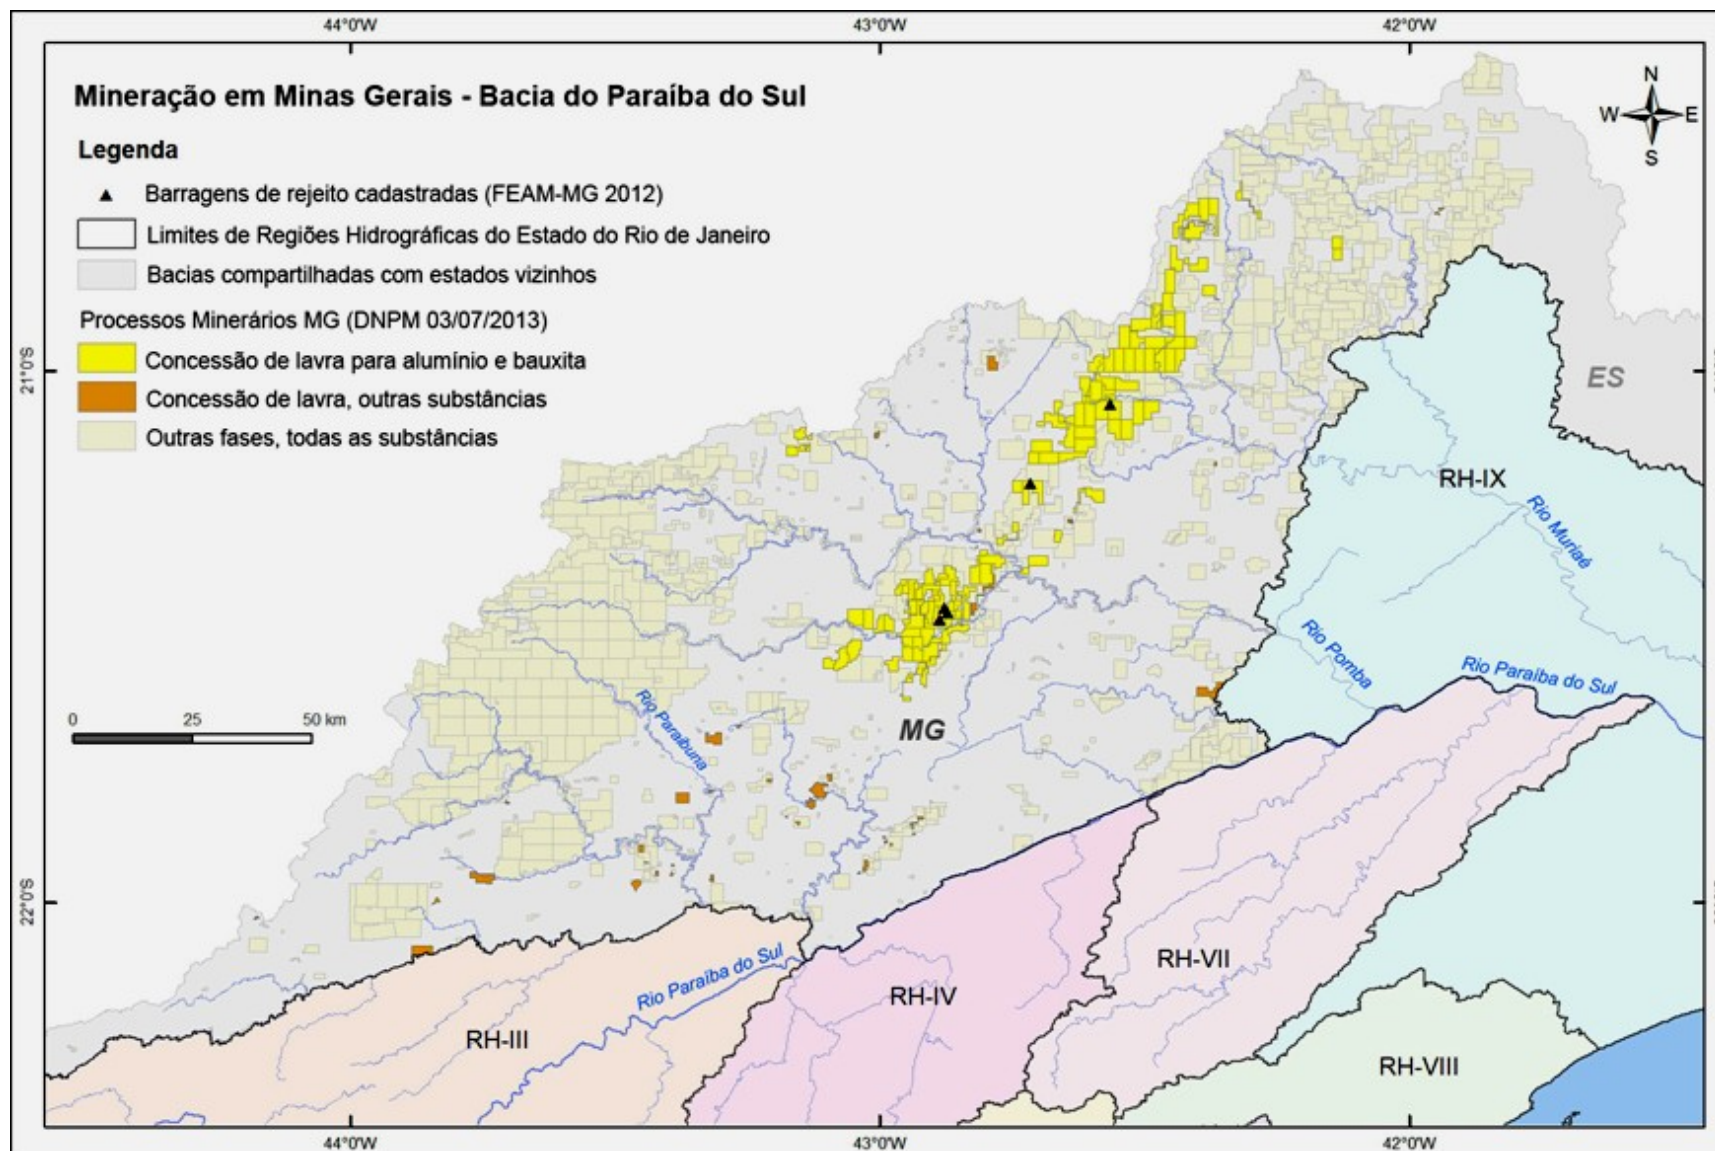 44°0'W
43°0'W
42°0'W
Mineração em Minas Gerais - Bacia do Paraíba do Sul
N
W
E
S
Legenda
Barragens de rejeito cadastradas (FEAM-MG 2012)
Limites de Regiões Hidrográficas do Estado do Rio de Janeiro
Bacias compartilhadas com estados vizinhos
Processos Minerários MG (DNPM 03/07/2013)
Concessão de lavra para alumínio e bauxita
Concessão de lavra, outras substâncias
Outras fases, todas as substâncias
21°0'S
ES
RH-IX
Rio Muriaé
Rio Pomba
Rio Paraíba do Sul
Rio Paraibuna
MG
0
25
50 km
22°0'S
RH-VII
Rio Paraíba do Sul
RH-IV
RH-III
RH-VIII
44°0'W
43°0'W
42°0'W